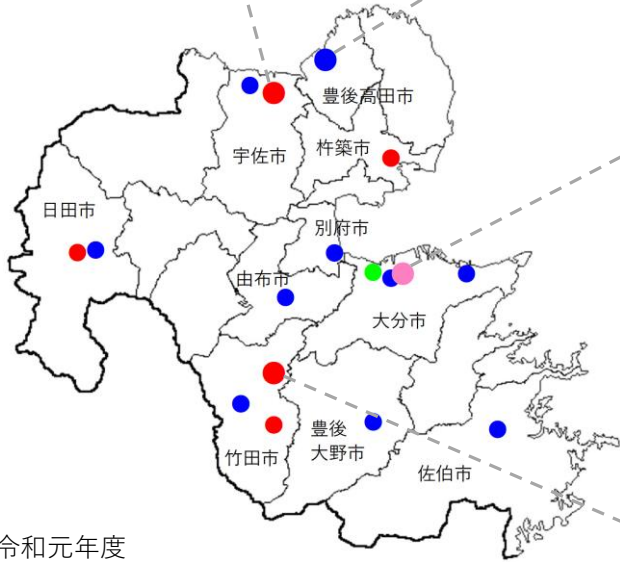 豊後高田市
宇佐市
杵築市
日田市
別府市
由布市
大分市
竹田市
豊後
大野市
佐伯市
令和元年度